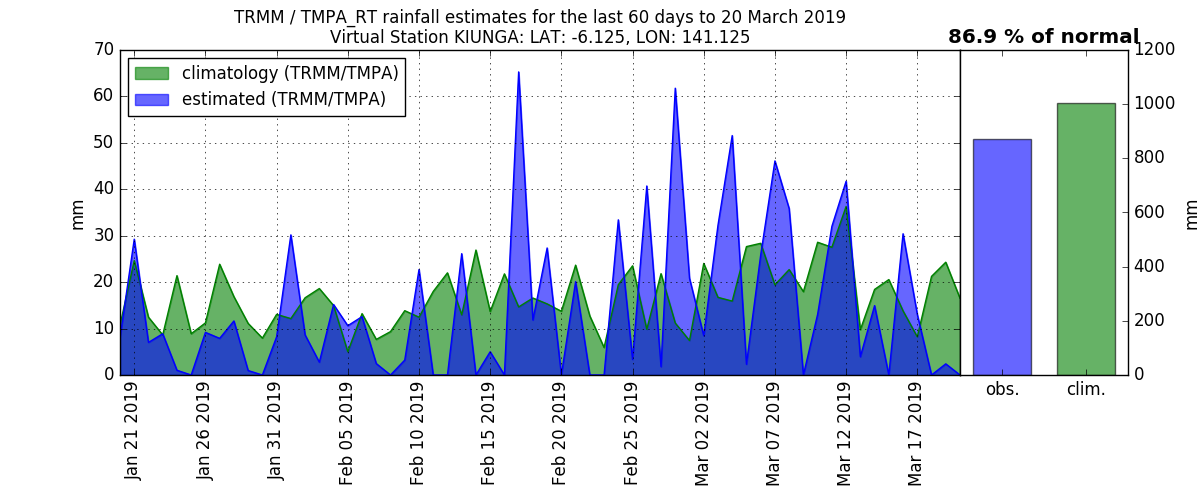 TRMM / TMPA_RT rainfall estimates for the last 60 days to 20 March 2019
Virtual Station KIUNGA: LAT: -6.125, LON: 141.125
86.9 % of normal
climatology (TRMM/TMPA)
estimated (TRMM/TMPA)
70
60
50
40
30
20
10
0
mm
Jan 21 2019
Jan 26 2019
Jan 31 2019
Feb 05 2019
Feb 10 2019
Feb 15 2019
Feb 20 2019
Feb 25 2019
Mar 02 2019
Mar 07 2019
Mar 12 2019
Mar 17 2019
obs.
clim.
1200
1000
800
600
400
200
0
mm